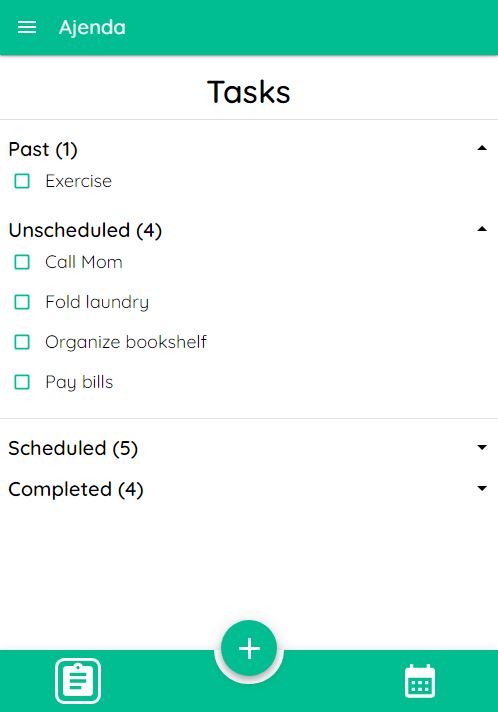 Ajenda
Tasks
Past (1)
Exercise
Unscheduled (4)
Call Mom
Fold laundry
Organize bookshelf
Pay bills
Scheduled (5)
Completed (4)